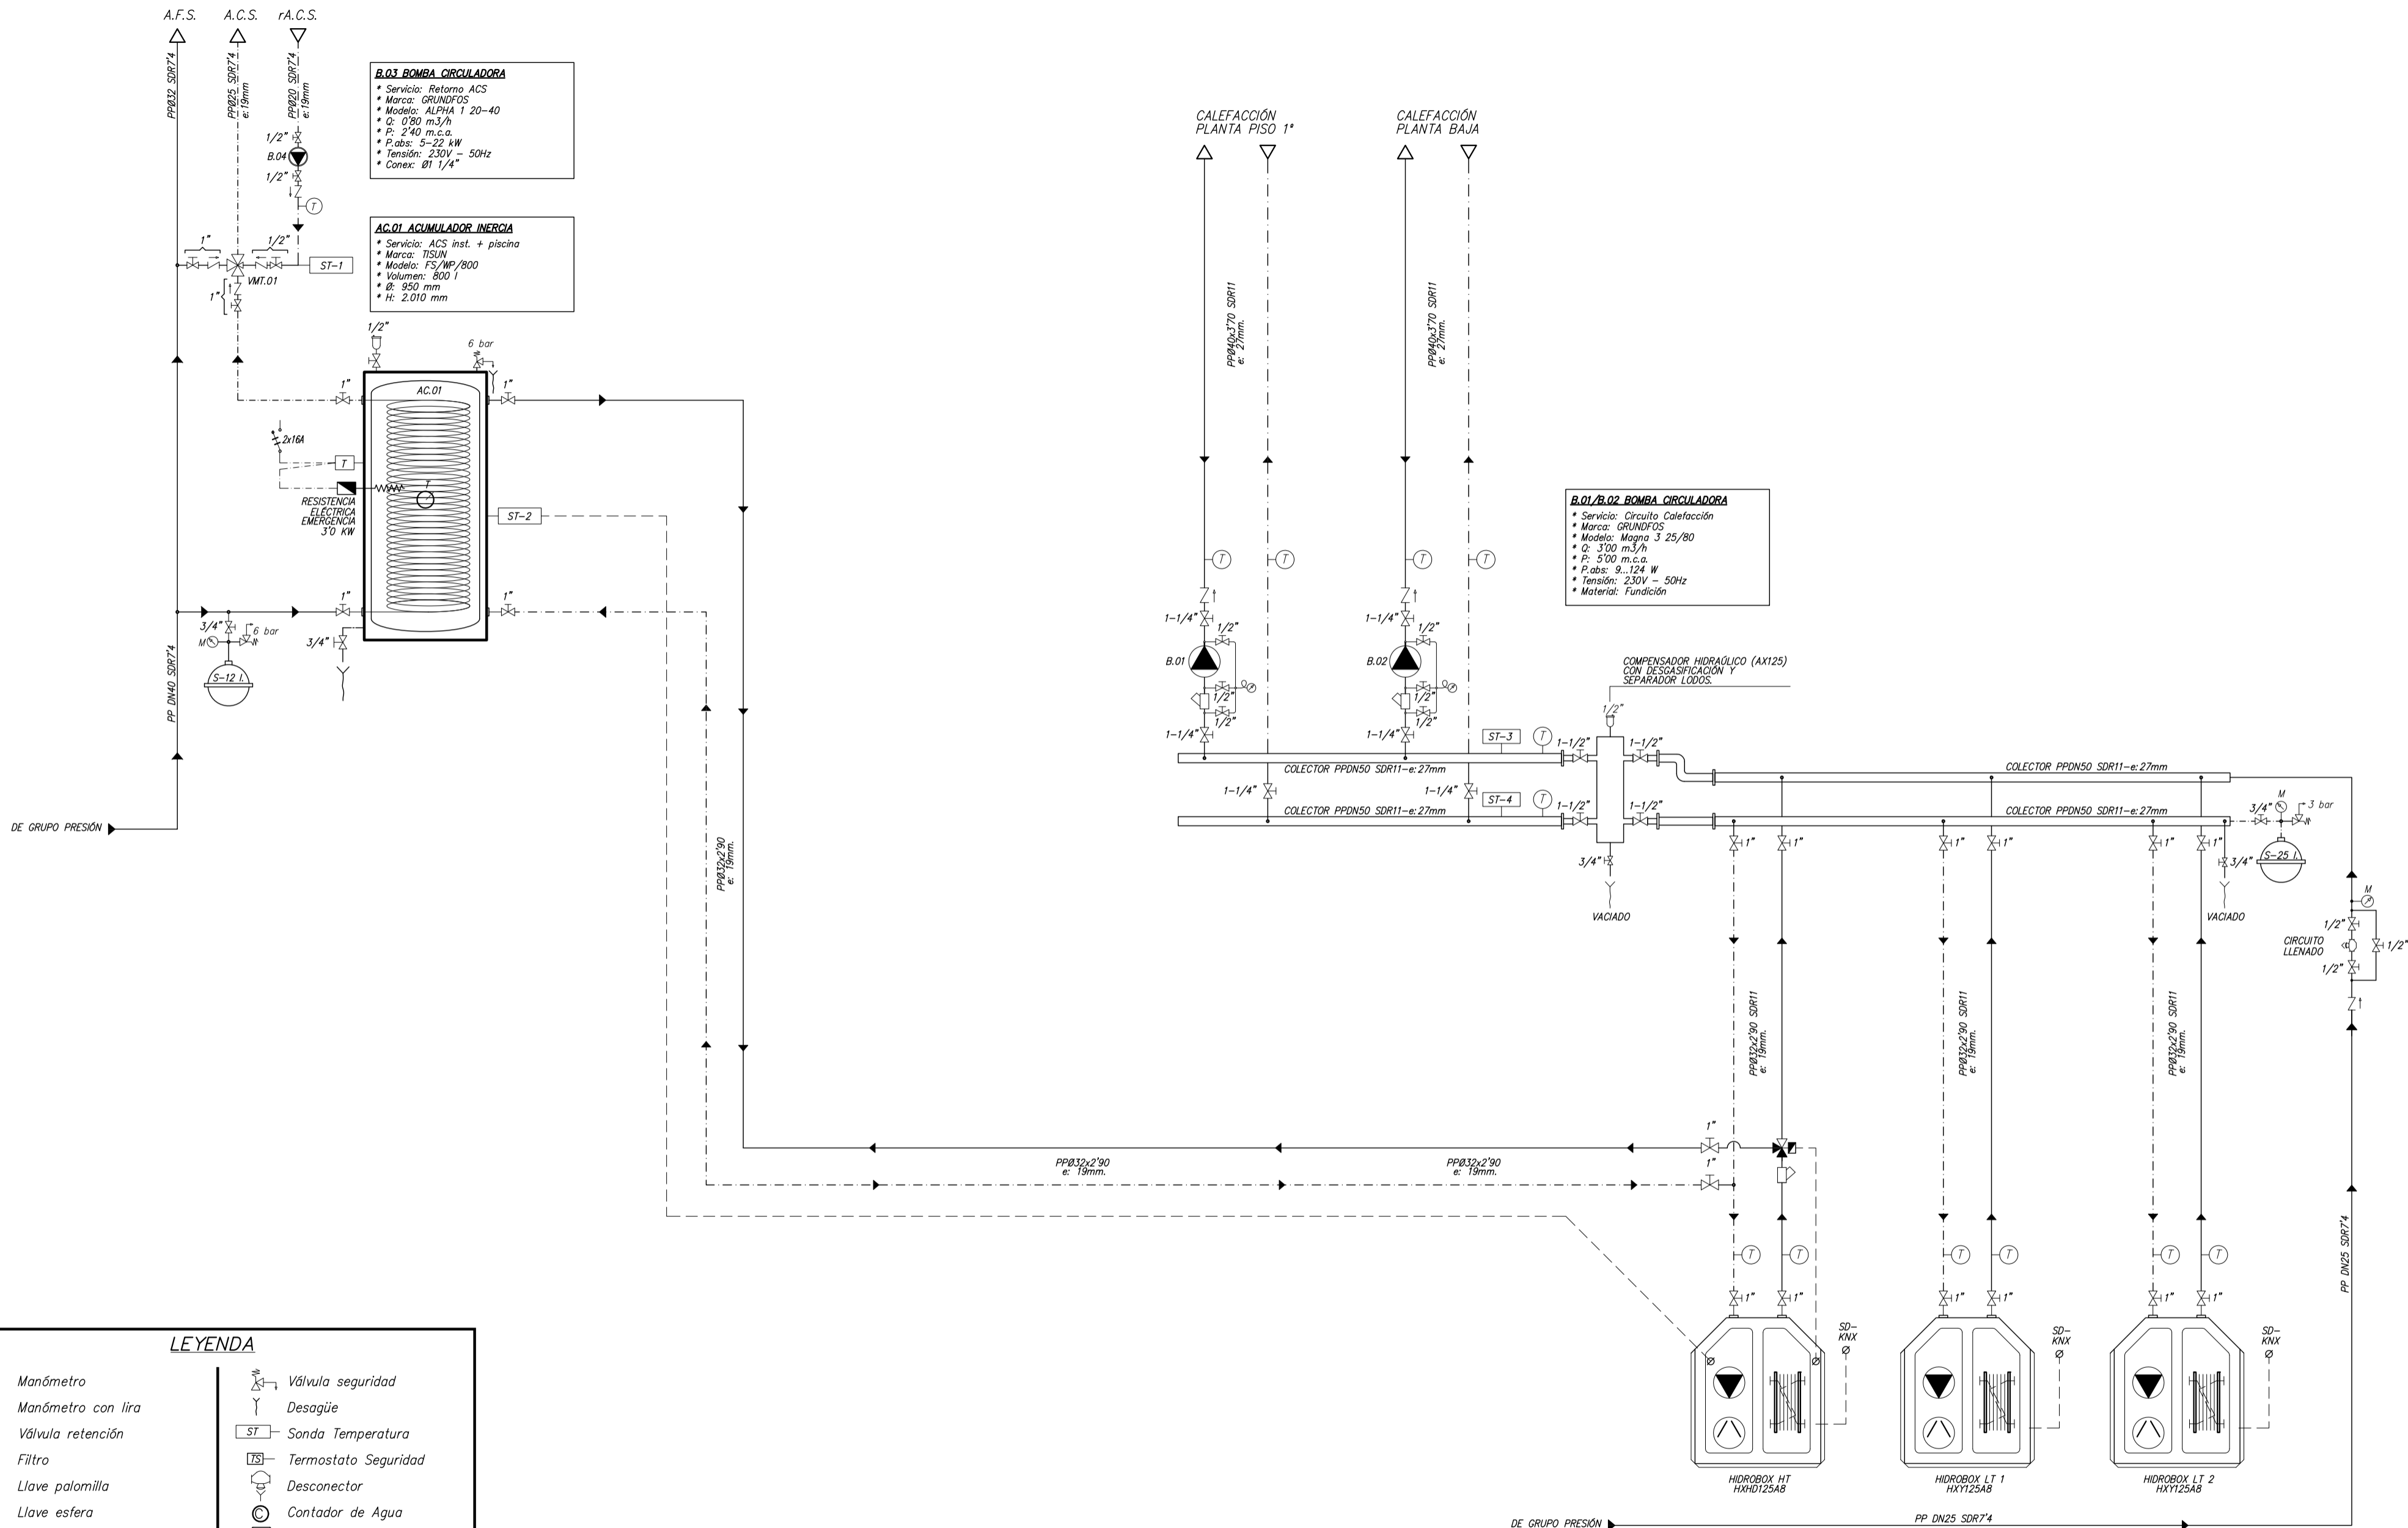 A.F.S.
A.C.S.
rA.C.S.
PPØ32 SDR7'4
PPØ25 SDR7'4
e:19mm
PPØ20 SDR7'4
e:19mm
1/2"
B.04
1/2"
T
1"
1/2"
ST-1
VMT.01
1"
B.03 BOMBA CIRCULADORA
* Servicio: Retorno ACS
* Marca: GRUNDFOS
* Modelo: ALPHA 1 20-40
* Q: 0'80 m3/h
* P: 2'40 m.c.a.
* P.abs: 5-22 kW
* Tensión: 230V - 50Hz
* Conex: Ø1 1/4"
AC.01 ACUMULADOR INERCIA
* Servicio: ACS inst. + piscina
* Marca: TISUN
* Modelo: FS/WP/800
* Volumen: 800 l
* Ø: 950 mm
* H: 2.010 mm
1/2"
6 bar
1"
AC.01
1"
2x16A
T
T
RESISTENCIA
ELÉCTRICA
EMERGENCIA
3'0 KW
ST-2
1"
1"
3/4"
6 bar
M
3/4"
S-12 l.
PP DN40 SDR7'4
DE GRUPO PRESIÓN
PPØ32x2'90
e: 19mm.
CALEFACCIÓN
PLANTA PISO 1ª
CALEFACCIÓN
PLANTA BAJA
PPØ40x3'70 SDR11
e: 27mm.
PPØ40x3'70 SDR11
e: 27mm.
T
T
T
T
B.01/B.02 BOMBA CIRCULADORA
* Servicio: Circuito Calefacción
* Marca: GRUNDFOS
* Modelo: Magna 3 25/80
* Q: 3'00 m3/h
* P: 5'00 m.c.a.
* P.abs: 9...124 W
* Tensión: 230V - 50Hz
* Material: Fundición
1-1/4"
1/2"
B.01
1/2"
1/2"
1-1/4"
1-1/4"
1/2"
B.02
1/2"
1/2"
1-1/4"
COMPENSADOR HIDRAÚLICO (AX125)
CON DESGASIFICACIÓN Y
SEPARADOR LODOS.
1/2"
ST-3
T
1-1/2"
1-1/2"
COLECTOR PPDN50 SDR11-e:27mm
COLECTOR PPDN50 SDR11-e:27mm
1-1/4"
1-1/4"
ST-4
T
1-1/2"
1-1/2"
COLECTOR PPDN50 SDR11-e:27mm
COLECTOR PPDN50 SDR11-e:27mm
3/4"
M
3 bar
S-25 l.
1"
1"
1"
1"
1"
1"
3/4"
3/4"
VACIADO
VACIADO
M
1/2"
CIRCUITO
LLENADO
1/2"
1/2"
PPØ32x2'90 SDR11
e: 19mm.
PPØ32x2'90 SDR11
e: 19mm.
PPØ32x2'90 SDR11
e: 19mm.
1"
PPØ32x2'90
e: 19mm.
PPØ32x2'90
e: 19mm.
1"
T
T
T
T
T
T
PP DN25 SDR7'4
1"
1"
1"
1"
1"
1"
SD-
KNX
SD-
KNX
SD-
KNX
HIDROBOX HT
HXHD125A8
HIDROBOX LT 1
HXY125A8
HIDROBOX LT 2
HXY125A8
DE GRUPO PRESIÓN
PP DN25 SDR7'4
LEYENDA
Manómetro
Manómetro con lira
Válvula retención
Filtro
Llave palomilla
Llave esfera
Válvula seguridad
Desagüe
ST
Sonda Temperatura
TS
Termostato Seguridad
Desconector
C
Contador de Agua